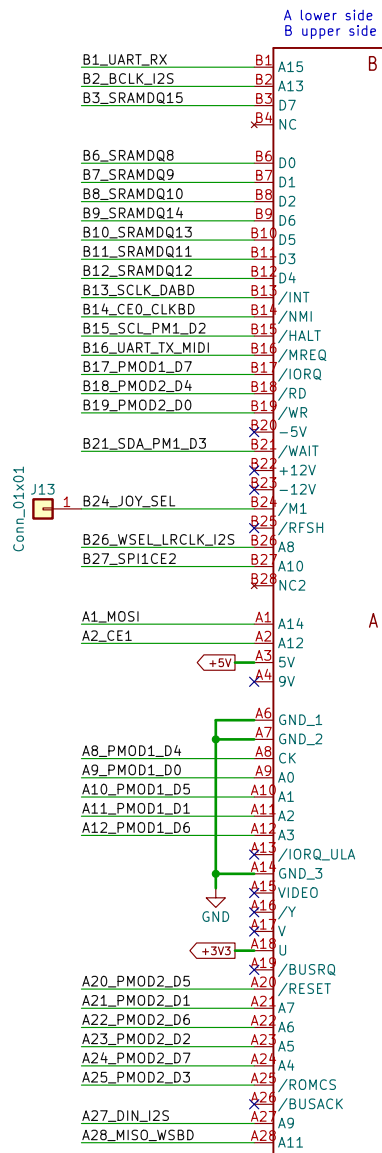 A lower side
B upper side
B
B1_UART_RX B1 A15
B2_BCLK_I2S B2 A13
B3_SRAMDQ15 B3 D7
B4 NC
B6_SRAMDQ8 B6 D0
B7_SRAMDQ9 B7 D1
B8_SRAMDQ10 B8 D2
B9_SRAMDQ14 B9 D6
B10_SRAMDQ13 B10 D5
B11_SRAMDQ11 B11 D3
B12_SRAMDQ12 B12 D4
B13_SCLK_DABD B13 /INT
B14_CE0_CLKBD B14 /NMI
B15_SCL_PM1_D2 B15 /HALT
B16_UART_TX_MIDI B16 /MREQ
B17_PMOD1_D7 B17 /IORQ
B18_PMOD2_D4 B18 /RD
B19_PMOD2_D0 B19 /WR
B20 -5V
B21_SDA_PM1_D3 B21 /WAIT
B22 +12V
B23 -12V
J13
Conn_01x01
1 B24_JOY_SEL B24 /M1
B25 /RFSH
B26_WSEL_LRCLK_I2S B26 A8
B27_SPI1CE2 B27 A10
B28 NC2
A
A1_MOSI A1 A14
A2_CE1 A2 A12
+5V A3 5V
A4 9V
A6 GND_1
A7 GND_2
A8_PMOD1_D4 A8 CK
A9_PMOD1_D0 A9 A0
A10_PMOD1_D5 A10 A1
A11_PMOD1_D1 A11 A2
A12_PMOD1_D6 A12 A3
A13 /IORQ_ULA
A14 GND_3
A15 VIDEO
A16 /Y
GND
A17 V
+3V3 A18 U
A19 /BUSRQ
A20_PMOD2_D5 A20 /RESET
A21_PMOD2_D1 A21 A7
A22_PMOD2_D6 A22 A6
A23_PMOD2_D2 A23 A5
A24_PMOD2_D7 A24 A4
A25_PMOD2_D3 A25 /ROMCS
A26 /BUSACK
A27_DIN_I2S A27 A9
A28_MISO_WSBD A28 A11